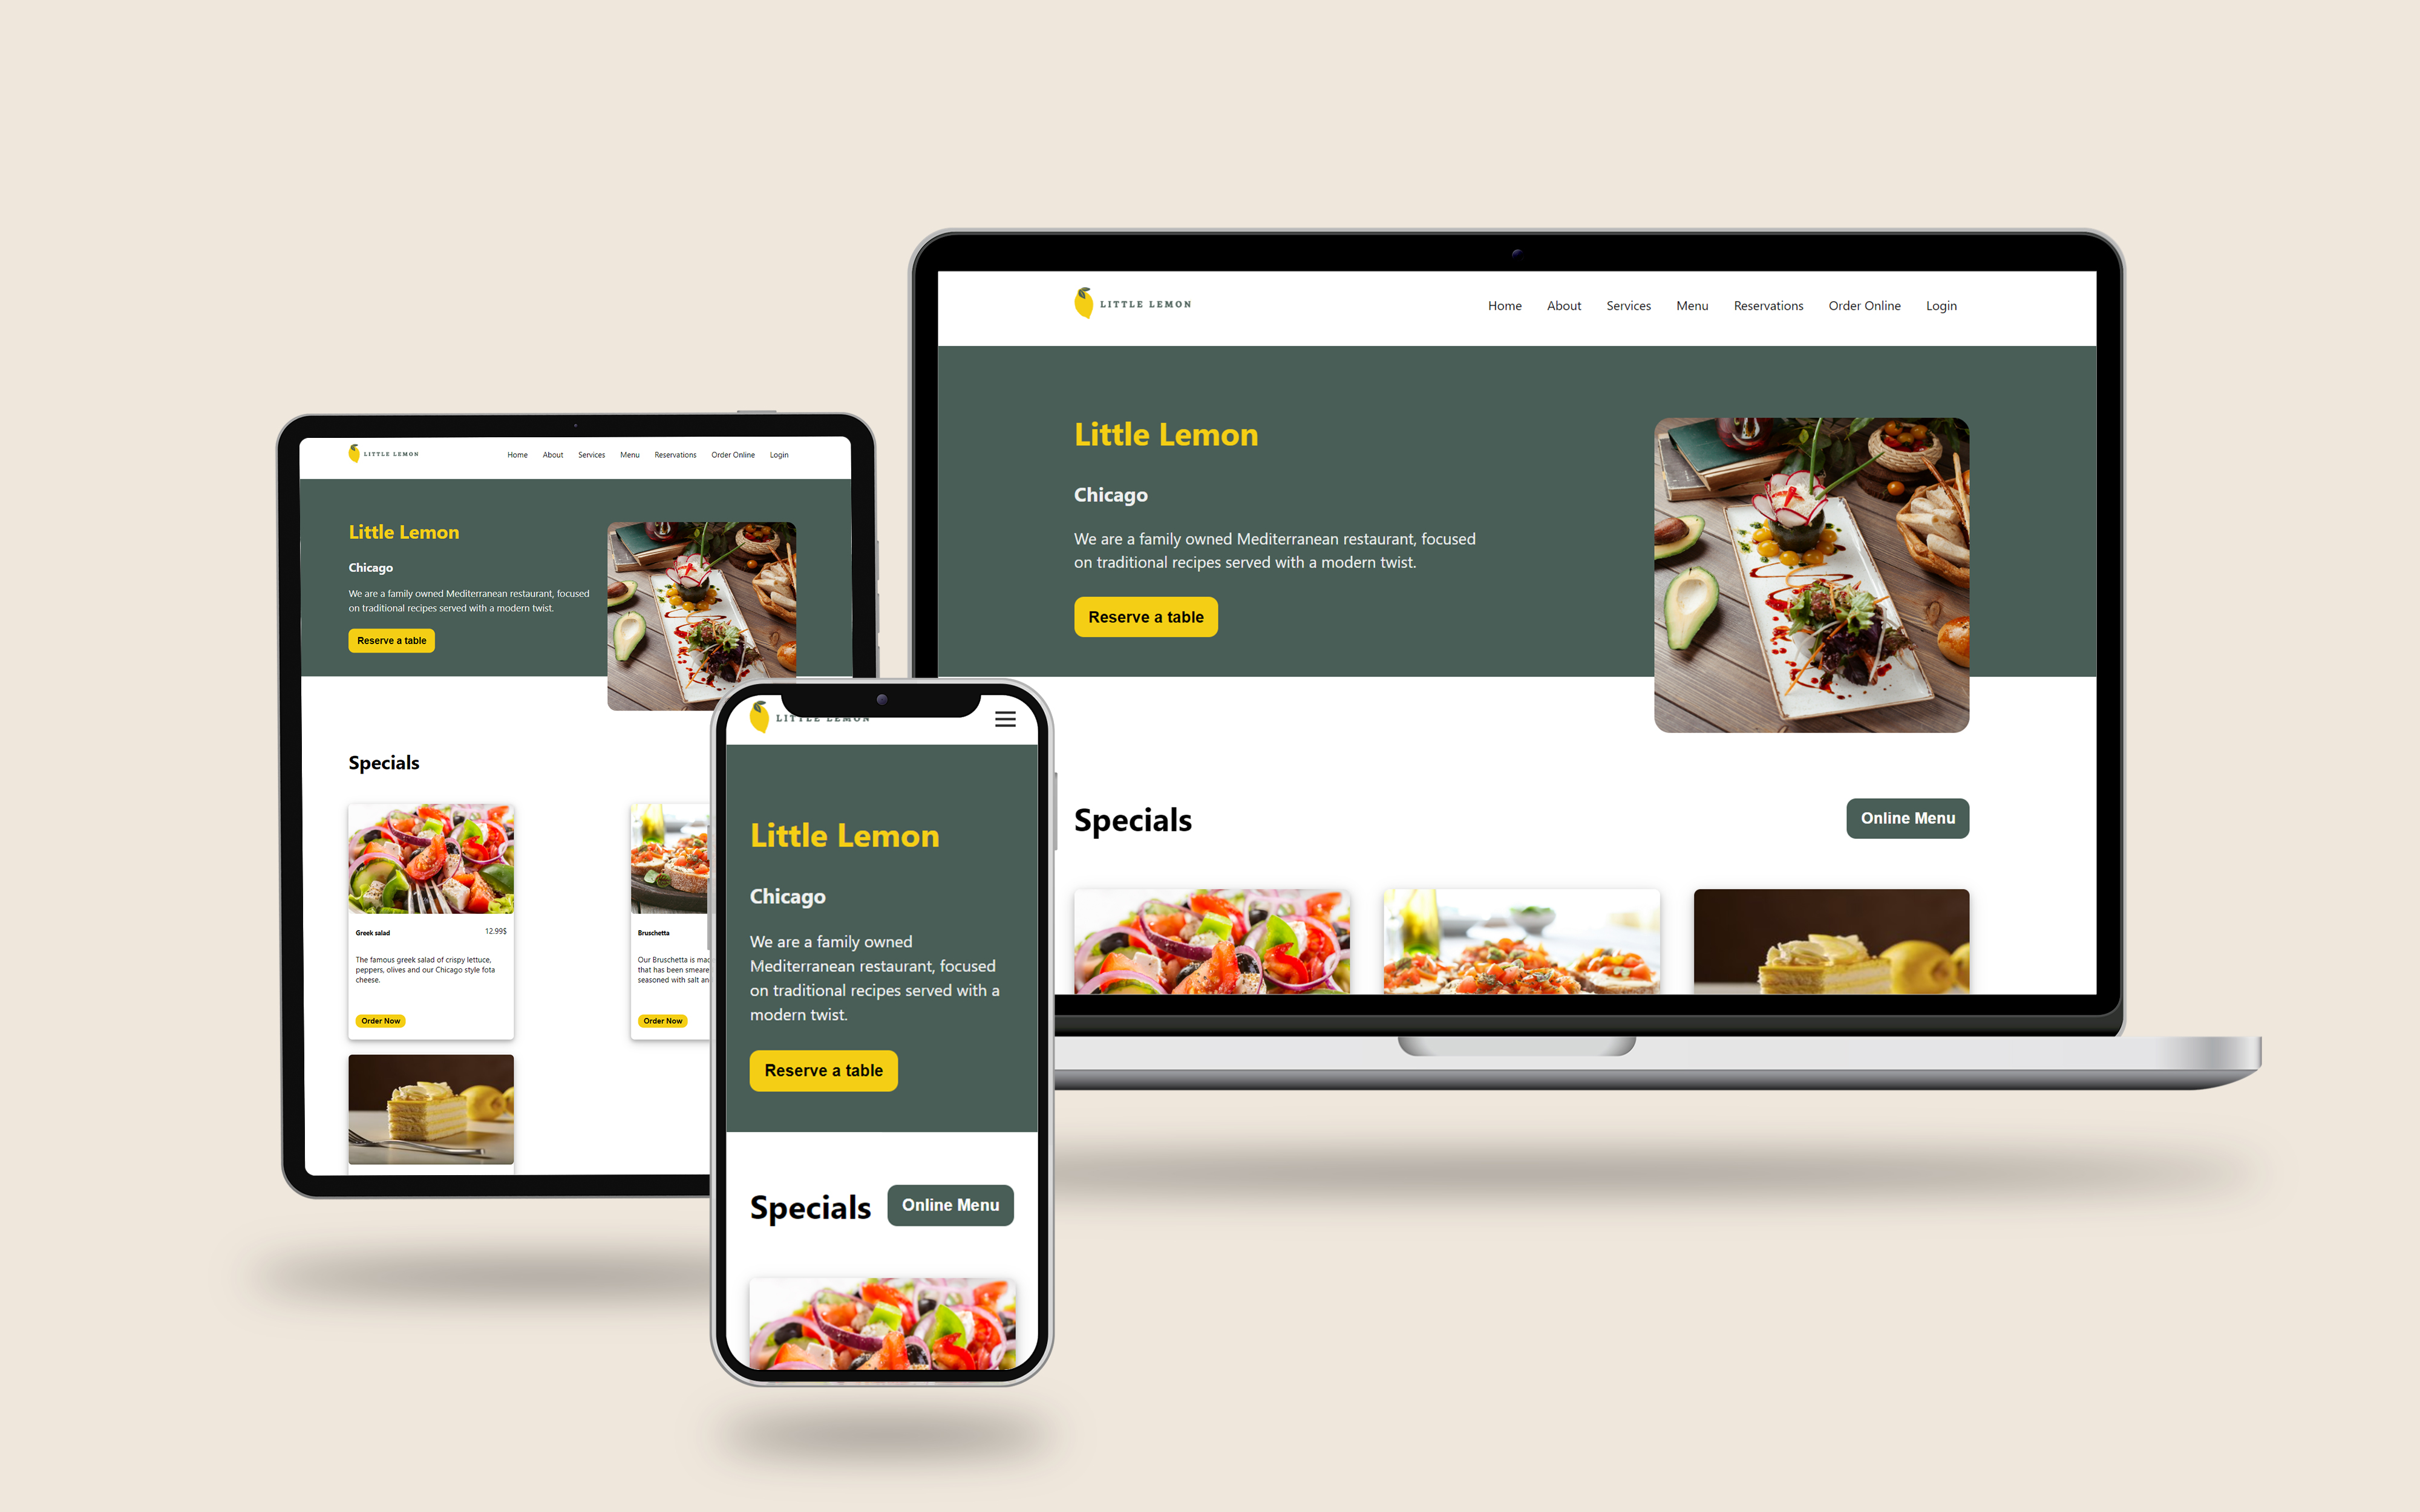 LITTLE LEMON
Home About Services Menu Reservations Order Online Login
Little Lemon
Chicago
We are a family owned Mediterranean restaurant, focused
on traditional recipes served with a modern twist.
Reserve a table
Specials
Online Menu
LITTLE LEMON
Home About Services Menu Reservations Order Online Login
Little Lemon
Chicago
We are a family owned Mediterranean restaurant, focused
on traditional recipes served with a modern twist.
Reserve a table
Specials
Greek salad 12.99$
The famous greek salad of crispy lettuce,
peppers, olives and our Chicago style fota
cheese.
Order Now
Bruschetta
Our Bruschetta is
that has been smeare
seasoned with salt
Order Now
LITTLE LEMON
Little Lemon
Chicago
We are a family owned
Mediterranean restaurant, focused
on traditional recipes served with a
modern twist.
Reserve a table
Specials
Online Menu